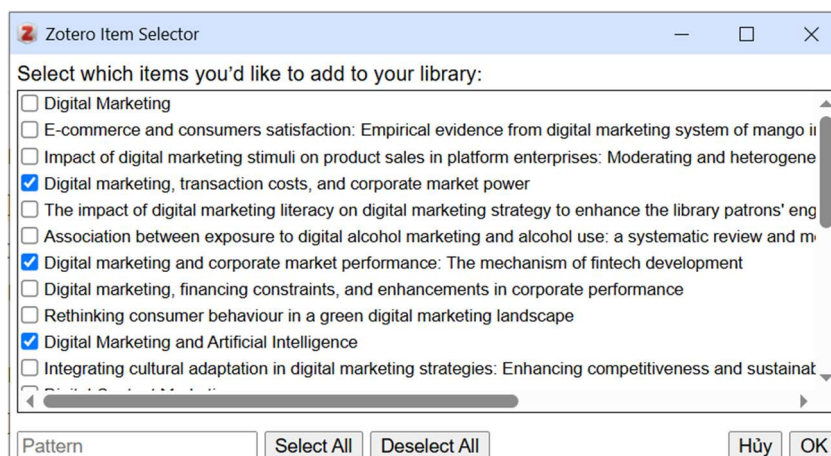 Zotero Item Selector
Select which items you’d like to add to your library:
Digital Marketing
E-commerce and consumers satisfaction: Empirical evidence from digital marketing system of mango
Impact of digital marketing stimuli on product sales in platform enterprises: Moderating and
Digital marketing, transaction costs, and corporate market power
The impact of digital marketing literacy on digital marketing strategy to enhance the library patrons'
Association between exposure to digital alcohol marketing and alcohol use: a systematic review and
Digital marketing and corporate market performance: The mechanism of fintech development
Digital marketing, financing constraints, and enhancements in corporate performance
Rethinking consumer behaviour in a green digital marketing landscape
Digital Marketing and Artificial Intelligence
Integrating cultural adaptation in digital marketing strategies: Enhancing competitiveness and
Pattern Select All Deselect All Hủy OK